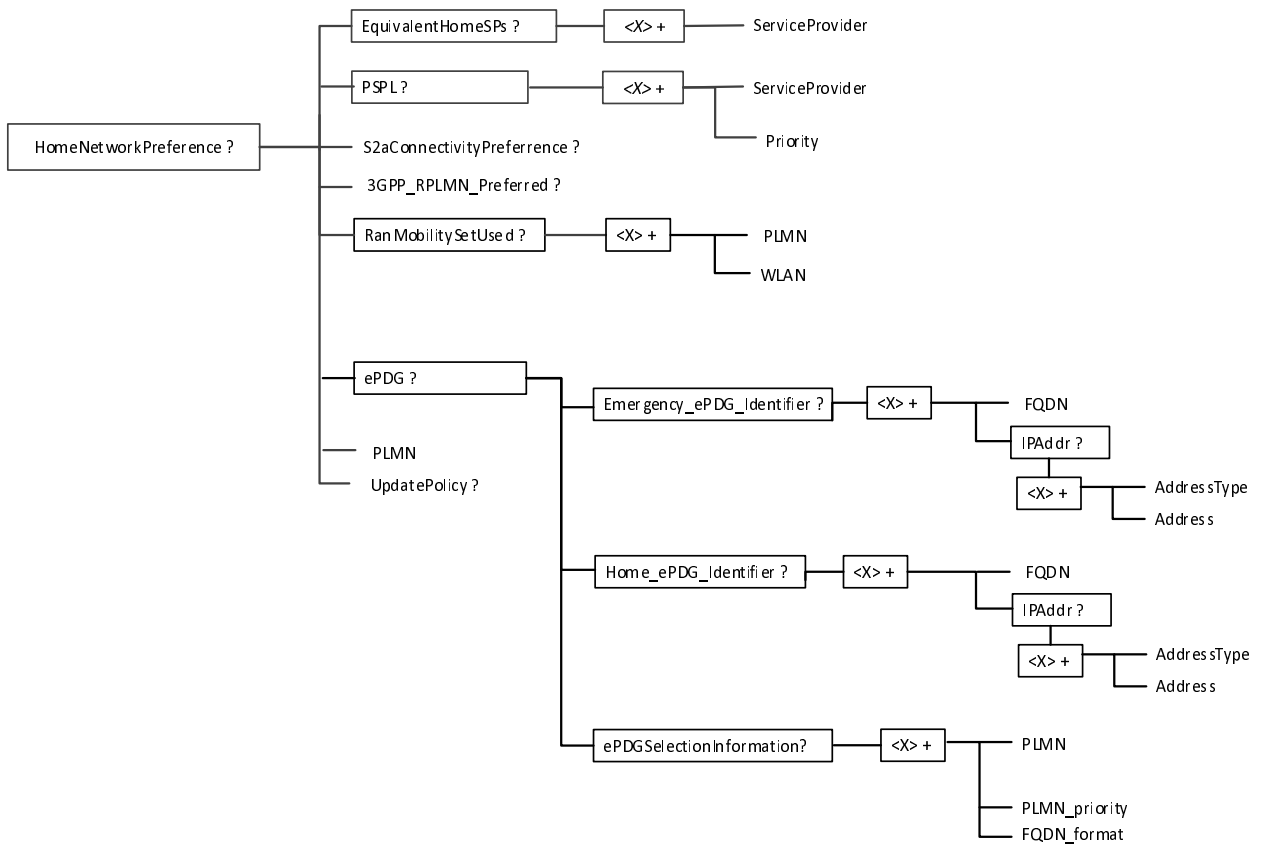 EquivalentHomeSPs ?
<X> +
ServiceProvider
PSPL ?
<X> +
ServiceProvider
Priority
HomeNetworkPreference ?
S2aConnectivityPreferrence ?
3GPP_RPLMN_Preferred ?
RanMobilitySetUsed ?
<X> +
PLMN
WLAN
ePDG ?
Emergency_ePDG_Identifier ?
<X> +
FQDN
IPAddr ?
<X> +
AddressType
Address
PLMN
UpdatePolicy ?
Home_ePDG_Identifier ?
<X> +
FQDN
IPAddr ?
<X> +
AddressType
Address
ePDGSelectionInformation?
<X> +
PLMN
PLMN_priority
FQDN_format